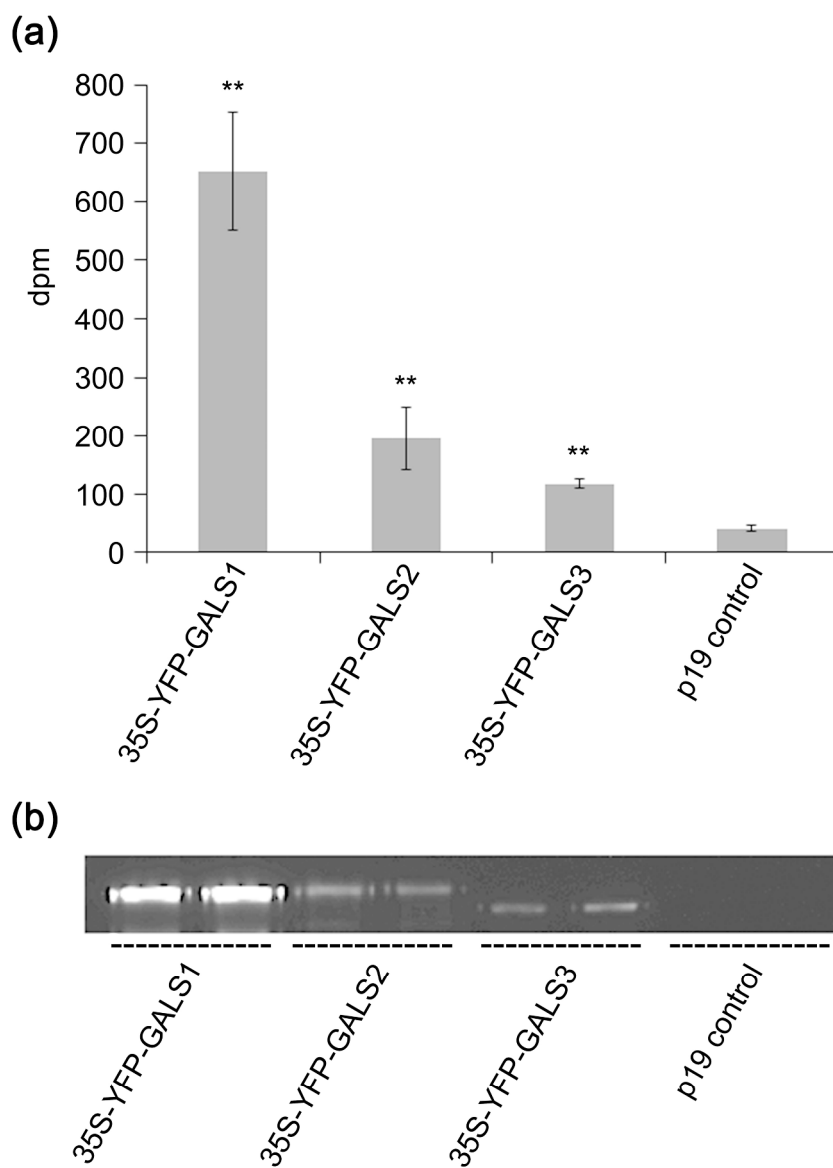 (a)
800
700
600
500
400
300
200
100
0
dpm
**
**
**
35S-YFP-GALS1
35S-YFP-GALS2
35S-YFP-GALS3
p19 control
(b)
35S-YFP-GALS1
35S-YFP-GALS2
35S-YFP-GALS3
p19 control